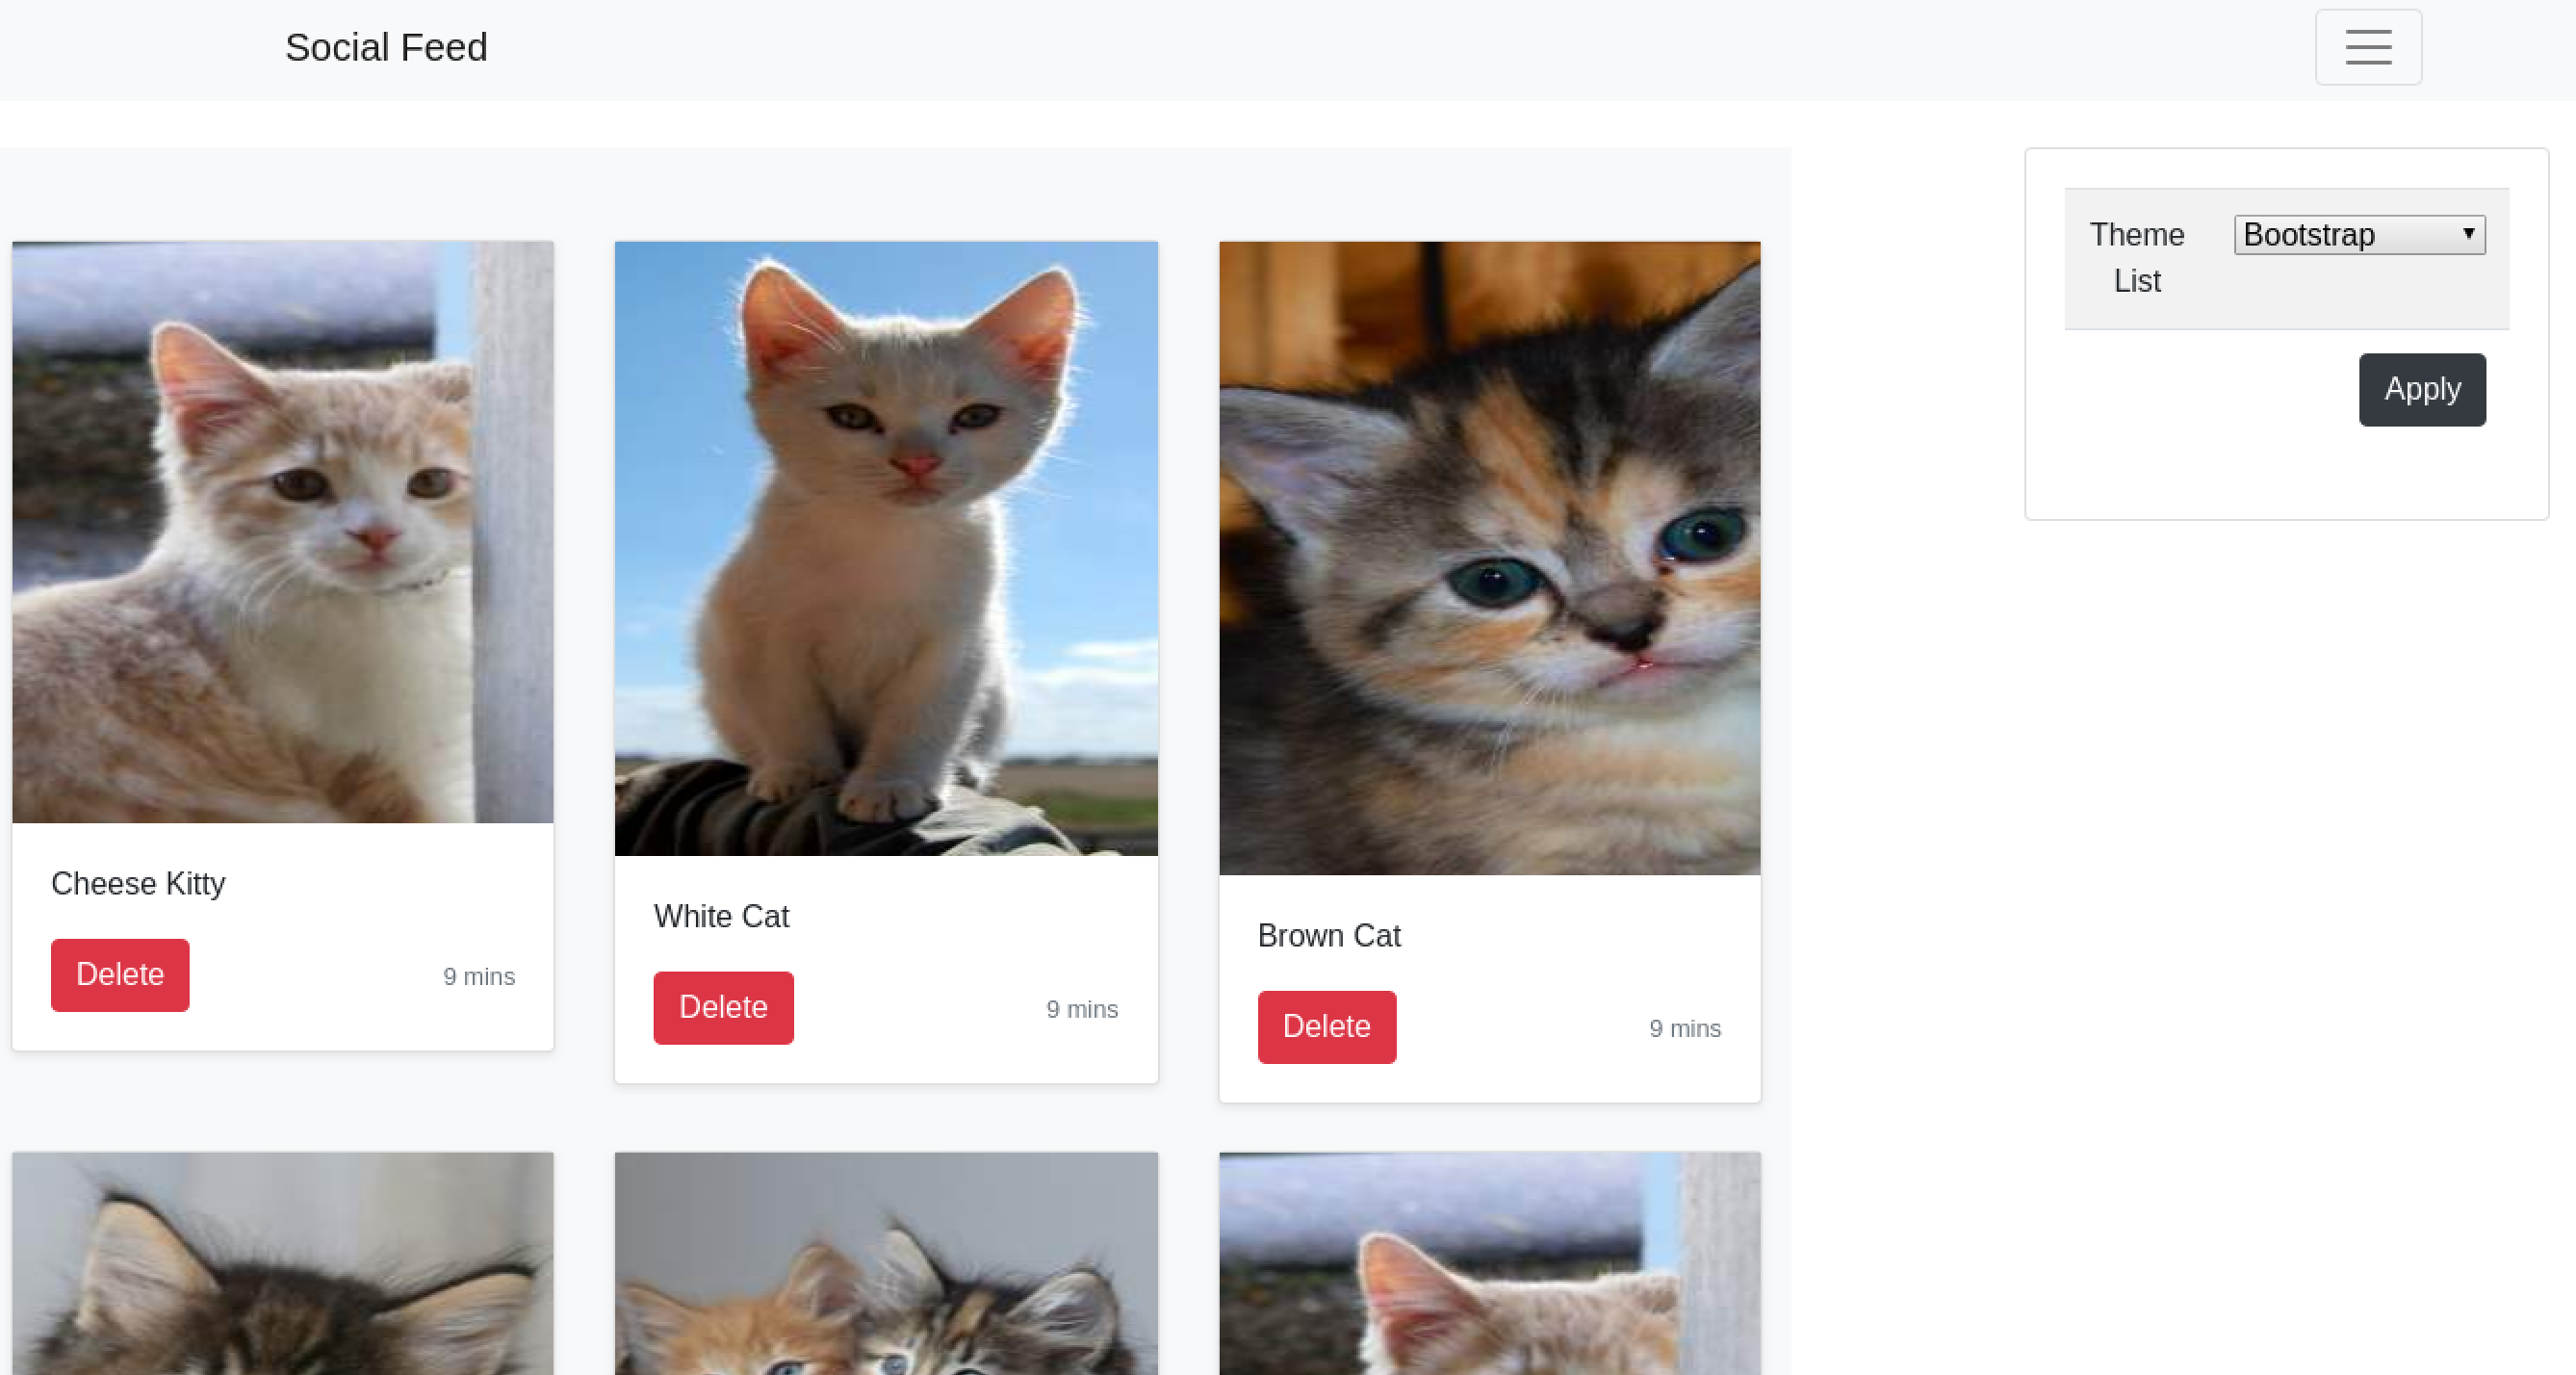 Social Feed
Theme
List
Bootstrap
Apply
Cheese Kitty
Delete
9 mins
White Cat
Delete
9 mins
Brown Cat
Delete
9 mins